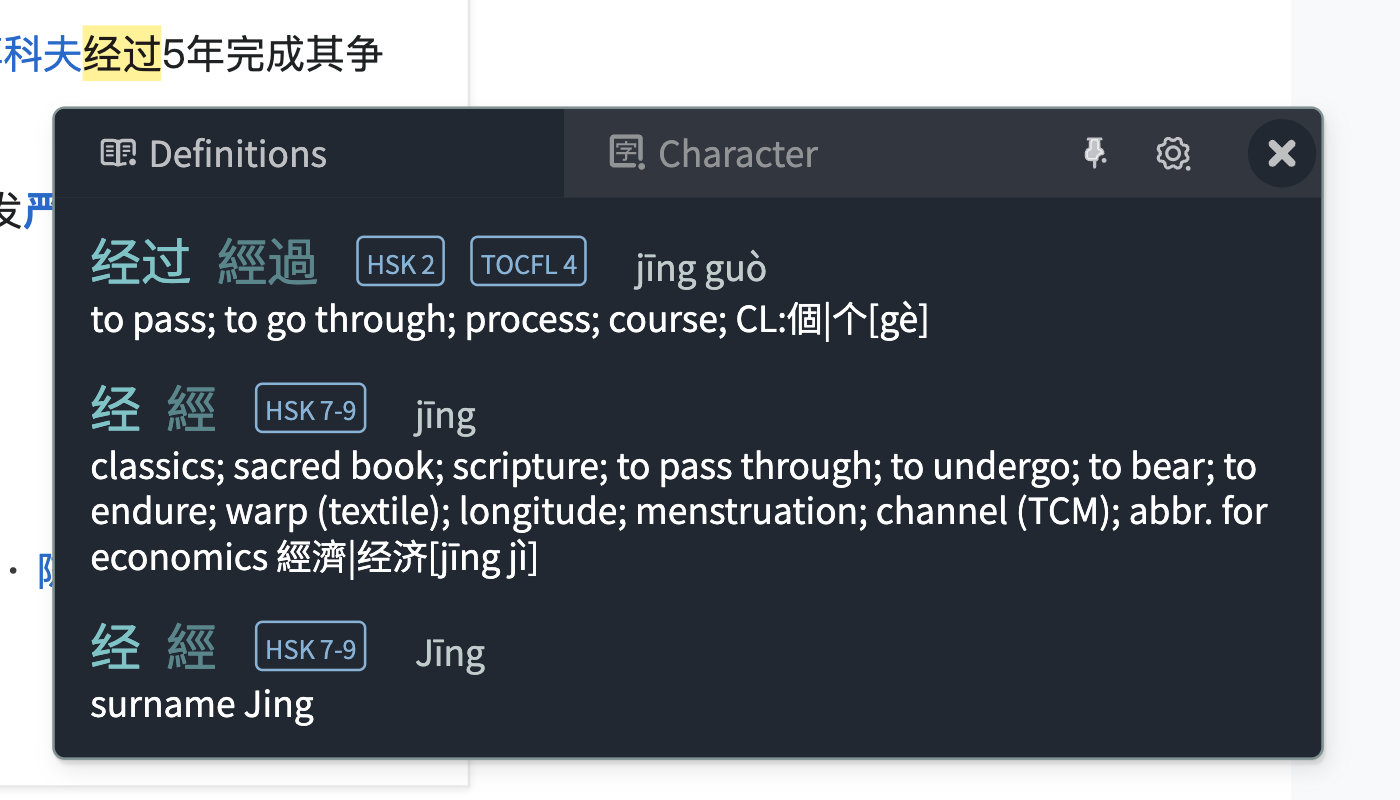 科夫经过5年完成其争
Definitions
字 Character
发严
经过 經過 HSK 2 TOCFL 4 jīng guò
to pass; to go through; process; course; CL:個|个[gè]
经 經 HSK 7-9 jīng
classics; sacred book; scripture; to pass through; to undergo; to bear; to
endure; warp (textile); longitude; menstruation; channel (TCM); abbr. for
economics 經濟|经济[jīng jì]
·
经 經 HSK 7-9 Jīng
surname Jing